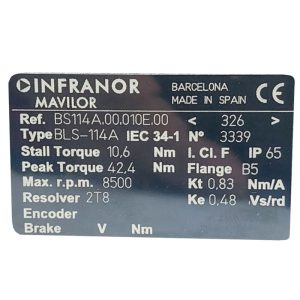 INFRANOR BARCELONA
MAVILOR MADE IN SPAIN CE
Ref. BS114A.00.010E.00 < 326 >
Type BLS-114A IEC 34-1 Nº 3339
Stall Torque 10,6 Nm I. Cl. F IP 65
Peak Torque 42,4 Nm Flange B5
Max. r.p.m. 8500 Kt 0,83 Nm/A
Resolver 2T8 Ke 0,48 Vs/rd
Encoder
Brake V Nm